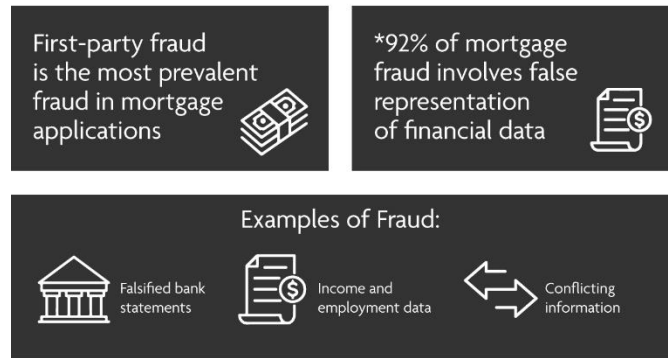 First-party fraud
is the most prevalent
fraud in mortgage
applications
*92% of mortgage
fraud involves false
representation
of financial data
$
Examples of Fraud:
Falsified bank
statements
$
Income and
employment data
Conflicting
information